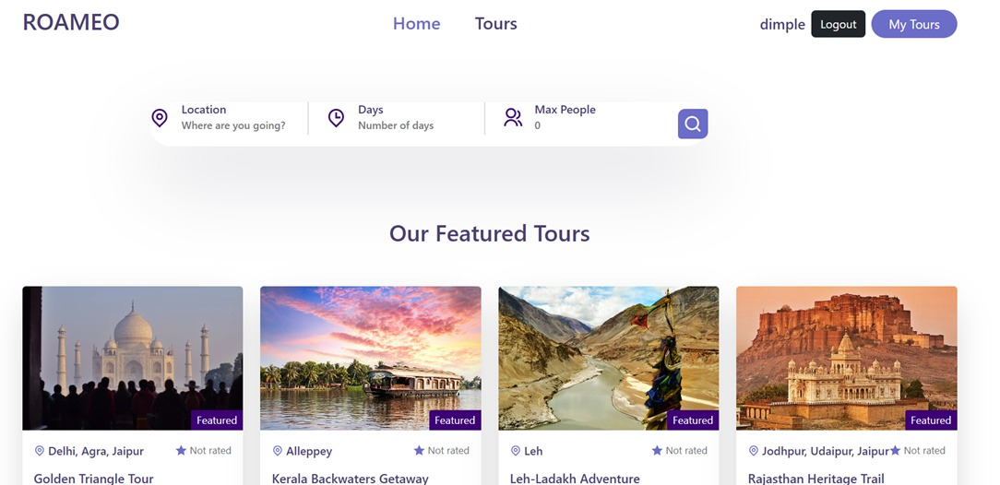 ROAMEO
Home Tours
dimple Logout My Tours
Location Days Max People
Where are you going? Number of days 0
Our Featured Tours
Featured Featured Featured Featured
Delhi, Agra, Jaipur Not rated Alleppey Not rated Leh Not rated Jodhpur, Udaipur, Jaipur Not rated
Golden Triangle Tour Kerala Backwaters Getaway Leh-Ladakh Adventure Rajasthan Heritage Trail